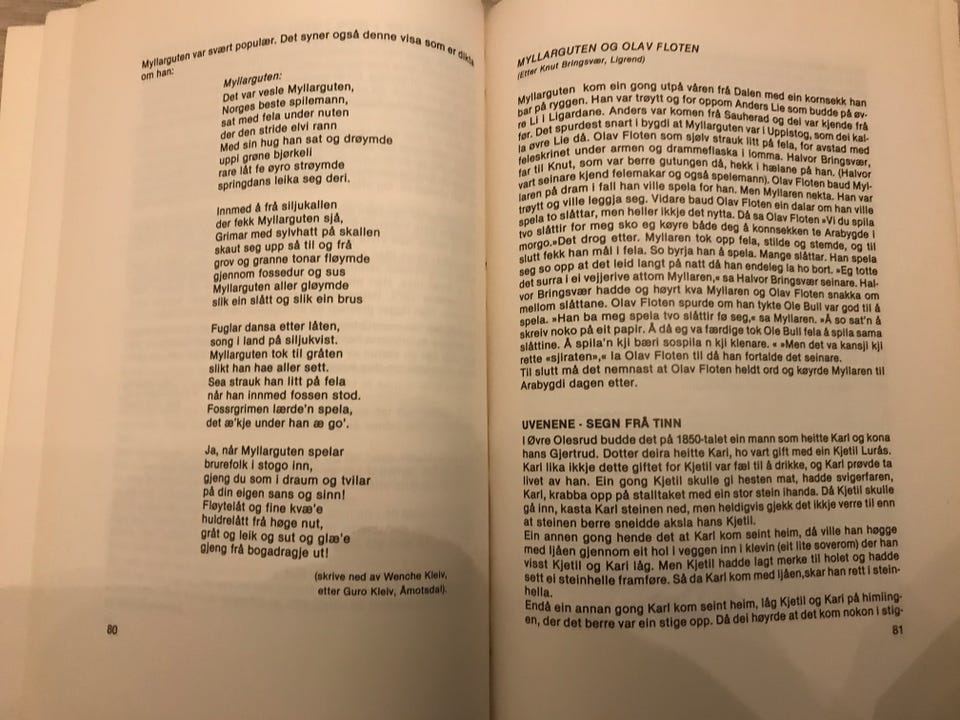 Myllarguten var svært populær. Det syner også denne visa som er dikta
om han:
Myllarguten:
Det var vesle Myllarguten,
Norges beste spilemann,
sat med fela under nuten
der den stride elvi rann
Med sin hug han sat og drøymde
uppi grøne bjørkeli
rare låt fe øyro strøymde
springdans leika seg deri.
Innmed å frå siljukallen
der fekk Myllarguten sjå,
Grimar med sylvhatt på skallen
skaut seg upp så til og frå
grov og granne tonar fløymde
gjennom fossedur og sus
Myllarguten aller gløymde
slik ein slått og slik ein brus
Fuglar dansa etter låten,
song i land på siljukvist.
Myllarguten tok til gråten
slikt han hae aller sett.
Sea strauk han litt på fela
når han innmed fossen stod.
Fossrgrimen lærde'n spela,
det æ'kje under han æ go'.
Ja, når Myllarguten spelar
brurefolk i stogo inn,
gjeng du som i draum og tvilar
på din eigen sans og sinn!
Fløytelåt og fine kvæ'e
huldrelått frå høge nut,
gråt og leik og sut og glæ'e
gjeng frå bogadragje ut!
(skrive ned av Wenche Kleiv,
etter Guro Kleiv, Åmotsdal).
80
MYLLARGUTEN OG OLAV FLOTEN
(Etter Knut Bringsvær, Ligrend)
Myllarguten kom ein gong utpå våren frå Dalen med ein kornsekk han
bar på ryggen. Han var trøytt og for oppom Anders Lie som budde på øv-
re Li i Ligardane. Anders var komen frå Sauherad og dei var kjende frå
før. Det spurdest snart i bygdi at Myllarguten var i Uppistog, som dei kal-
la øvre Lie då. Olav Floten som sjølv strauk litt på fela, for avstad med
feleskrinet under armen og drammeflaska i lomma. Halvor Bringsvær,
far til Knut, som var berre gutungen då, hekk i hælane på han. (Halvor
vart seinare kjend felemakar og også spelemann). Olav Floten baud Myl-
laren på dram i fall han ville spela for han. Men Myllaren nekta. Han var
trøytt og ville leggja seg. Vidare baud Olav Floten ein dalar om han ville
spela to slåttar, men heller ikkje det nytta. Då sa Olav Floten »Vi du spila
tvo slåttir for meg sko eg køyre både deg å konnsekken te Arabygde i
morgo.»Det drog etter. Myllaren tok opp fela, stilde og stemde, og til
slutt fekk han mål i fela. So byrja han å spela. Mange slåttar. Han spela
seg so opp at det leid langt på natt då han endeleg la ho bort. »Eg totte
det surra i ei vejjerive attom Myllaren,« sa Halvor Bringsvær seinare. Hal-
vor Bringsvær hadde og høyrt kva Myllaren og Olav Floten snakka om
mellom slåttane. Olav Floten spurde om han tykte Ole Bull var god til å
spela. »Han ba meg spela tvo slåttir fø seg,« sa Myllaren. »Å so sat'n å
skreiv noko på eit papir. Å då eg va færdige tok Ole Bull fela å spila sama
slåttine. Å spila'n kji bæri sospila n kji klenare. « »Men det va kansji kji
rette «sjiraten»,« la Olav Floten til då han fortalde det seinare.
Til slutt må det nemnast at Olav Floten heldt ord og køyrde Myllaren til
Arabygdi dagen etter.
UVENENE - SEGN FRÅ TINN
I Øvre Olesrud budde det på 1850-talet ein mann som heitte Karl og kona
hans Gjertrud. Dotter deira heitte Kari, ho vart gift med ein Kjetil Lurås.
Karl lika ikkje dette giftet for Kjetil var fæl til å drikke, og Karl prøvde ta
livet av han. Ein gong Kjetil skulle gi hesten mat, hadde svigerfaren,
Karl, krabba opp på stalltaket med ein stor stein ihanda. Då Kjetil skulle
gå inn, kasta Karl steinen ned, men heldigvis gjekk det ikkje verre til enn
at steinen berre sneidde aksla hans Kjetil.
Ein annen gong hende det at Karl kom seint heim, då ville han høgge
med ljåen gjennom eit hol i veggen inn i klevin (eit lite soverom) der han
visst Kjetil og Kari låg. Men Kjetil hadde lagt merke til holet og hadde
sett ei steinhelle framføre. Så da Karl kom med ljåen,skar han rett i stein-
hella.
Endå ein annan gong Karl kom seint heim, låg Kjetil og Kari på himling-
en, der det berre var ein stige opp. Då dei høyrde at det kom nokon i stig-
81